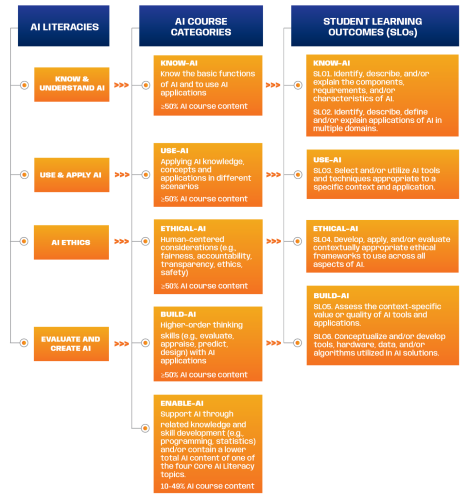 AI LITERACIES
AI COURSE
CATEGORIES
STUDENT LEARNING
OUTCOMES (SLOs)
KNOW &
UNDERSTAND AI
>>>
KNOW-AI
Know the basic functions
of AI and to use AI
applications
≥50% AI course content
>>>
KNOW-AI
SLO1. Identify, describe, and/or
explain the components,
requirements, and/or
characteristics of AI.
SLO2. Identify, describe, define
and/or explain applications of AI in
multiple domains.
USE & APPLY AI
>>>
USE-AI
Applying AI knowledge,
concepts and
applications in different
scenarios
≥50% AI course content
>>>
USE-AI
SLO3. Select and/or utilize AI tools
and techniques appropriate to a
specific context and application.
AI ETHICS
>>>
ETHICAL-AI
Human-centered
considerations (e.g.,
fairness, accountability,
transparency, ethics,
safety)
≥50% AI course content
>>>
ETHICAL-AI
SLO4. Develop, apply, and/or evaluate
contextually appropriate ethical
frameworks to use across all
aspects of AI.
EVALUATE AND
CREATE AI
>>>
BUILD-AI
Higher-order thinking
skills (e.g., evaluate,
appraise, predict,
design) with AI
applications
≥50% AI course content
>>>
BUILD-AI
SLO5. Assess the context-specific
value or quality of AI tools and
applications.
SLO6. Conceptualize and/or develop
tools, hardware, data, and/or
algorithms utilized in AI solutions.
ENABLE-AI
Support AI through
related knowledge and
skill development (e.g.,
programming, statistics)
and/or contain a lower
total AI content of one of
the four Core AI Literacy
topics.
10-49% AI course content